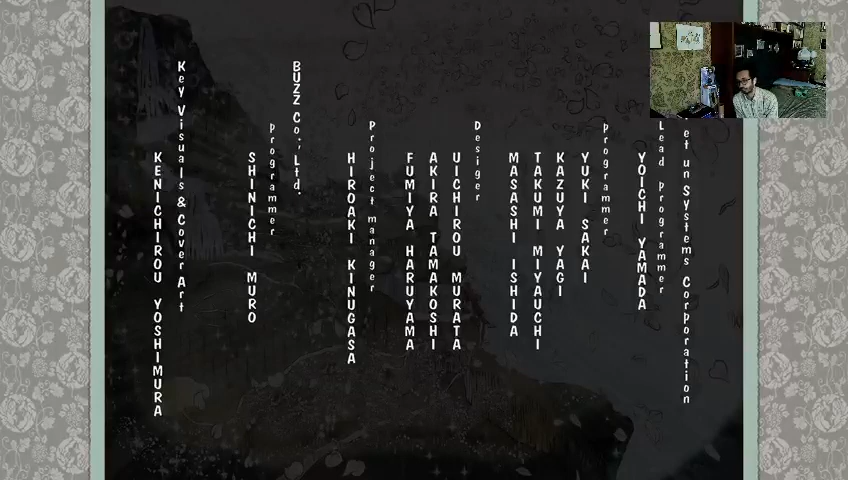 et un Systems Corporation
Lead programmer
YOICHI YAMADA
programmer
YUKI SAKAI
KAZUYA YAGI
TAKUMI MIYAUCHI
MASASHI ISHIDA
Desiger
UICHIROU MURATA
AKIRA TAMAKOSHI
FUMIYA HARUYAMA
Project manager
HIROAKI KINUGASA
BUZZ Co., Ltd.
programmer
SHINICHI MURO
Key Visuals & Cover Art
KENICHIROU YOSHIMURA